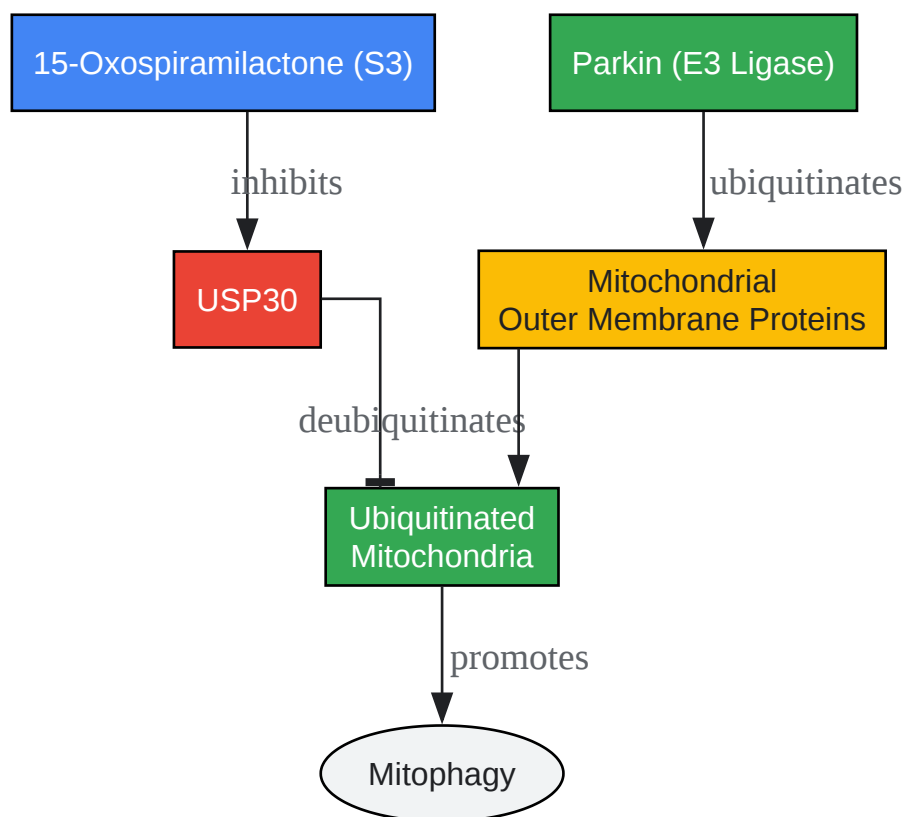 15-Oxospiramilactone (S3)
Parkin (E3 Ligase)
inhibits
ubiquitinates
USP30
Mitochondrial
Outer Membrane Proteins
deubiquitinates
Ubiquitinated
Mitochondria
promotes
Mitophagy